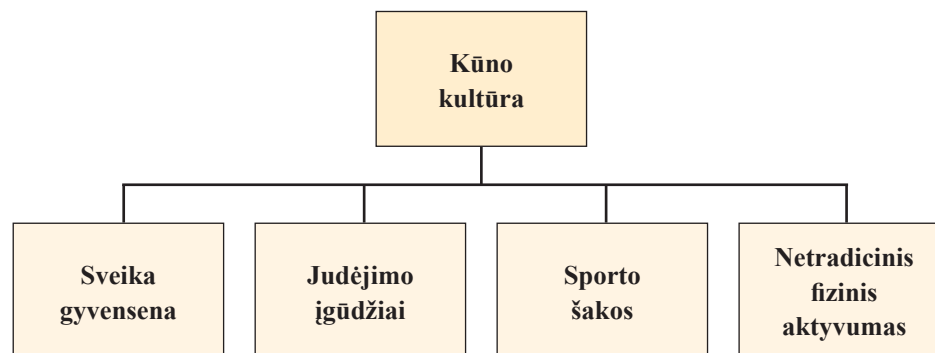 Kūno
kultūra
Sveika
gyvensena
Judėjimo
įgūdžiai
Sporto
šakos
Netradicinis
fizinis
aktyvumas